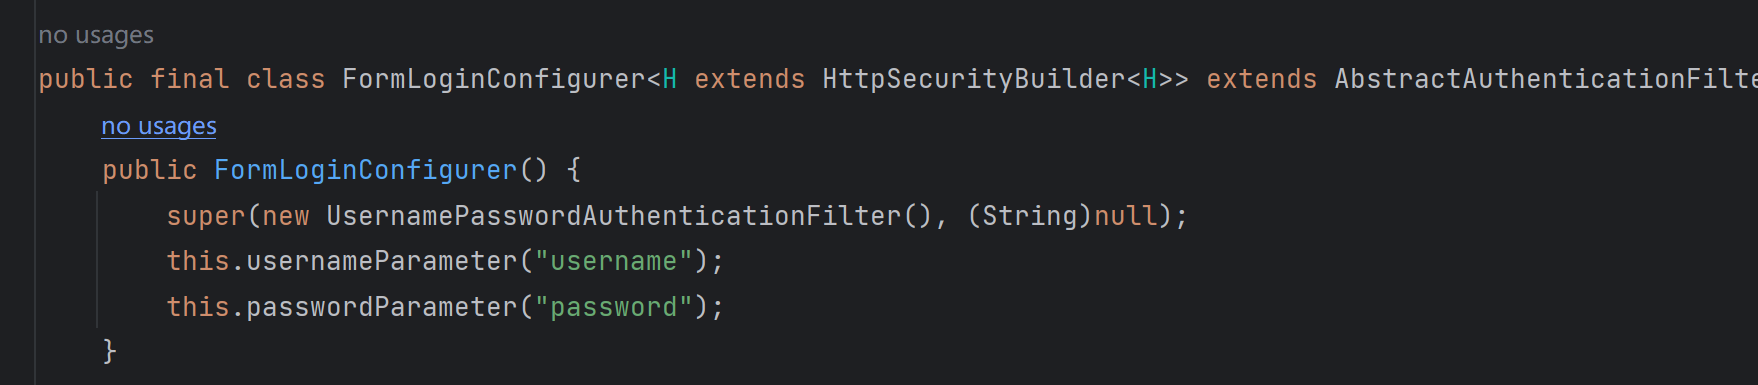 no usages
public final class FormLoginConfigurer<H extends HttpSecurityBuilder<H>> extends AbstractAuthenticationFilte
no usages
public FormLoginConfigurer() {
super(new UsernamePasswordAuthenticationFilter(), (String)null);
this.usernameParameter("username");
this.passwordParameter("password");
}